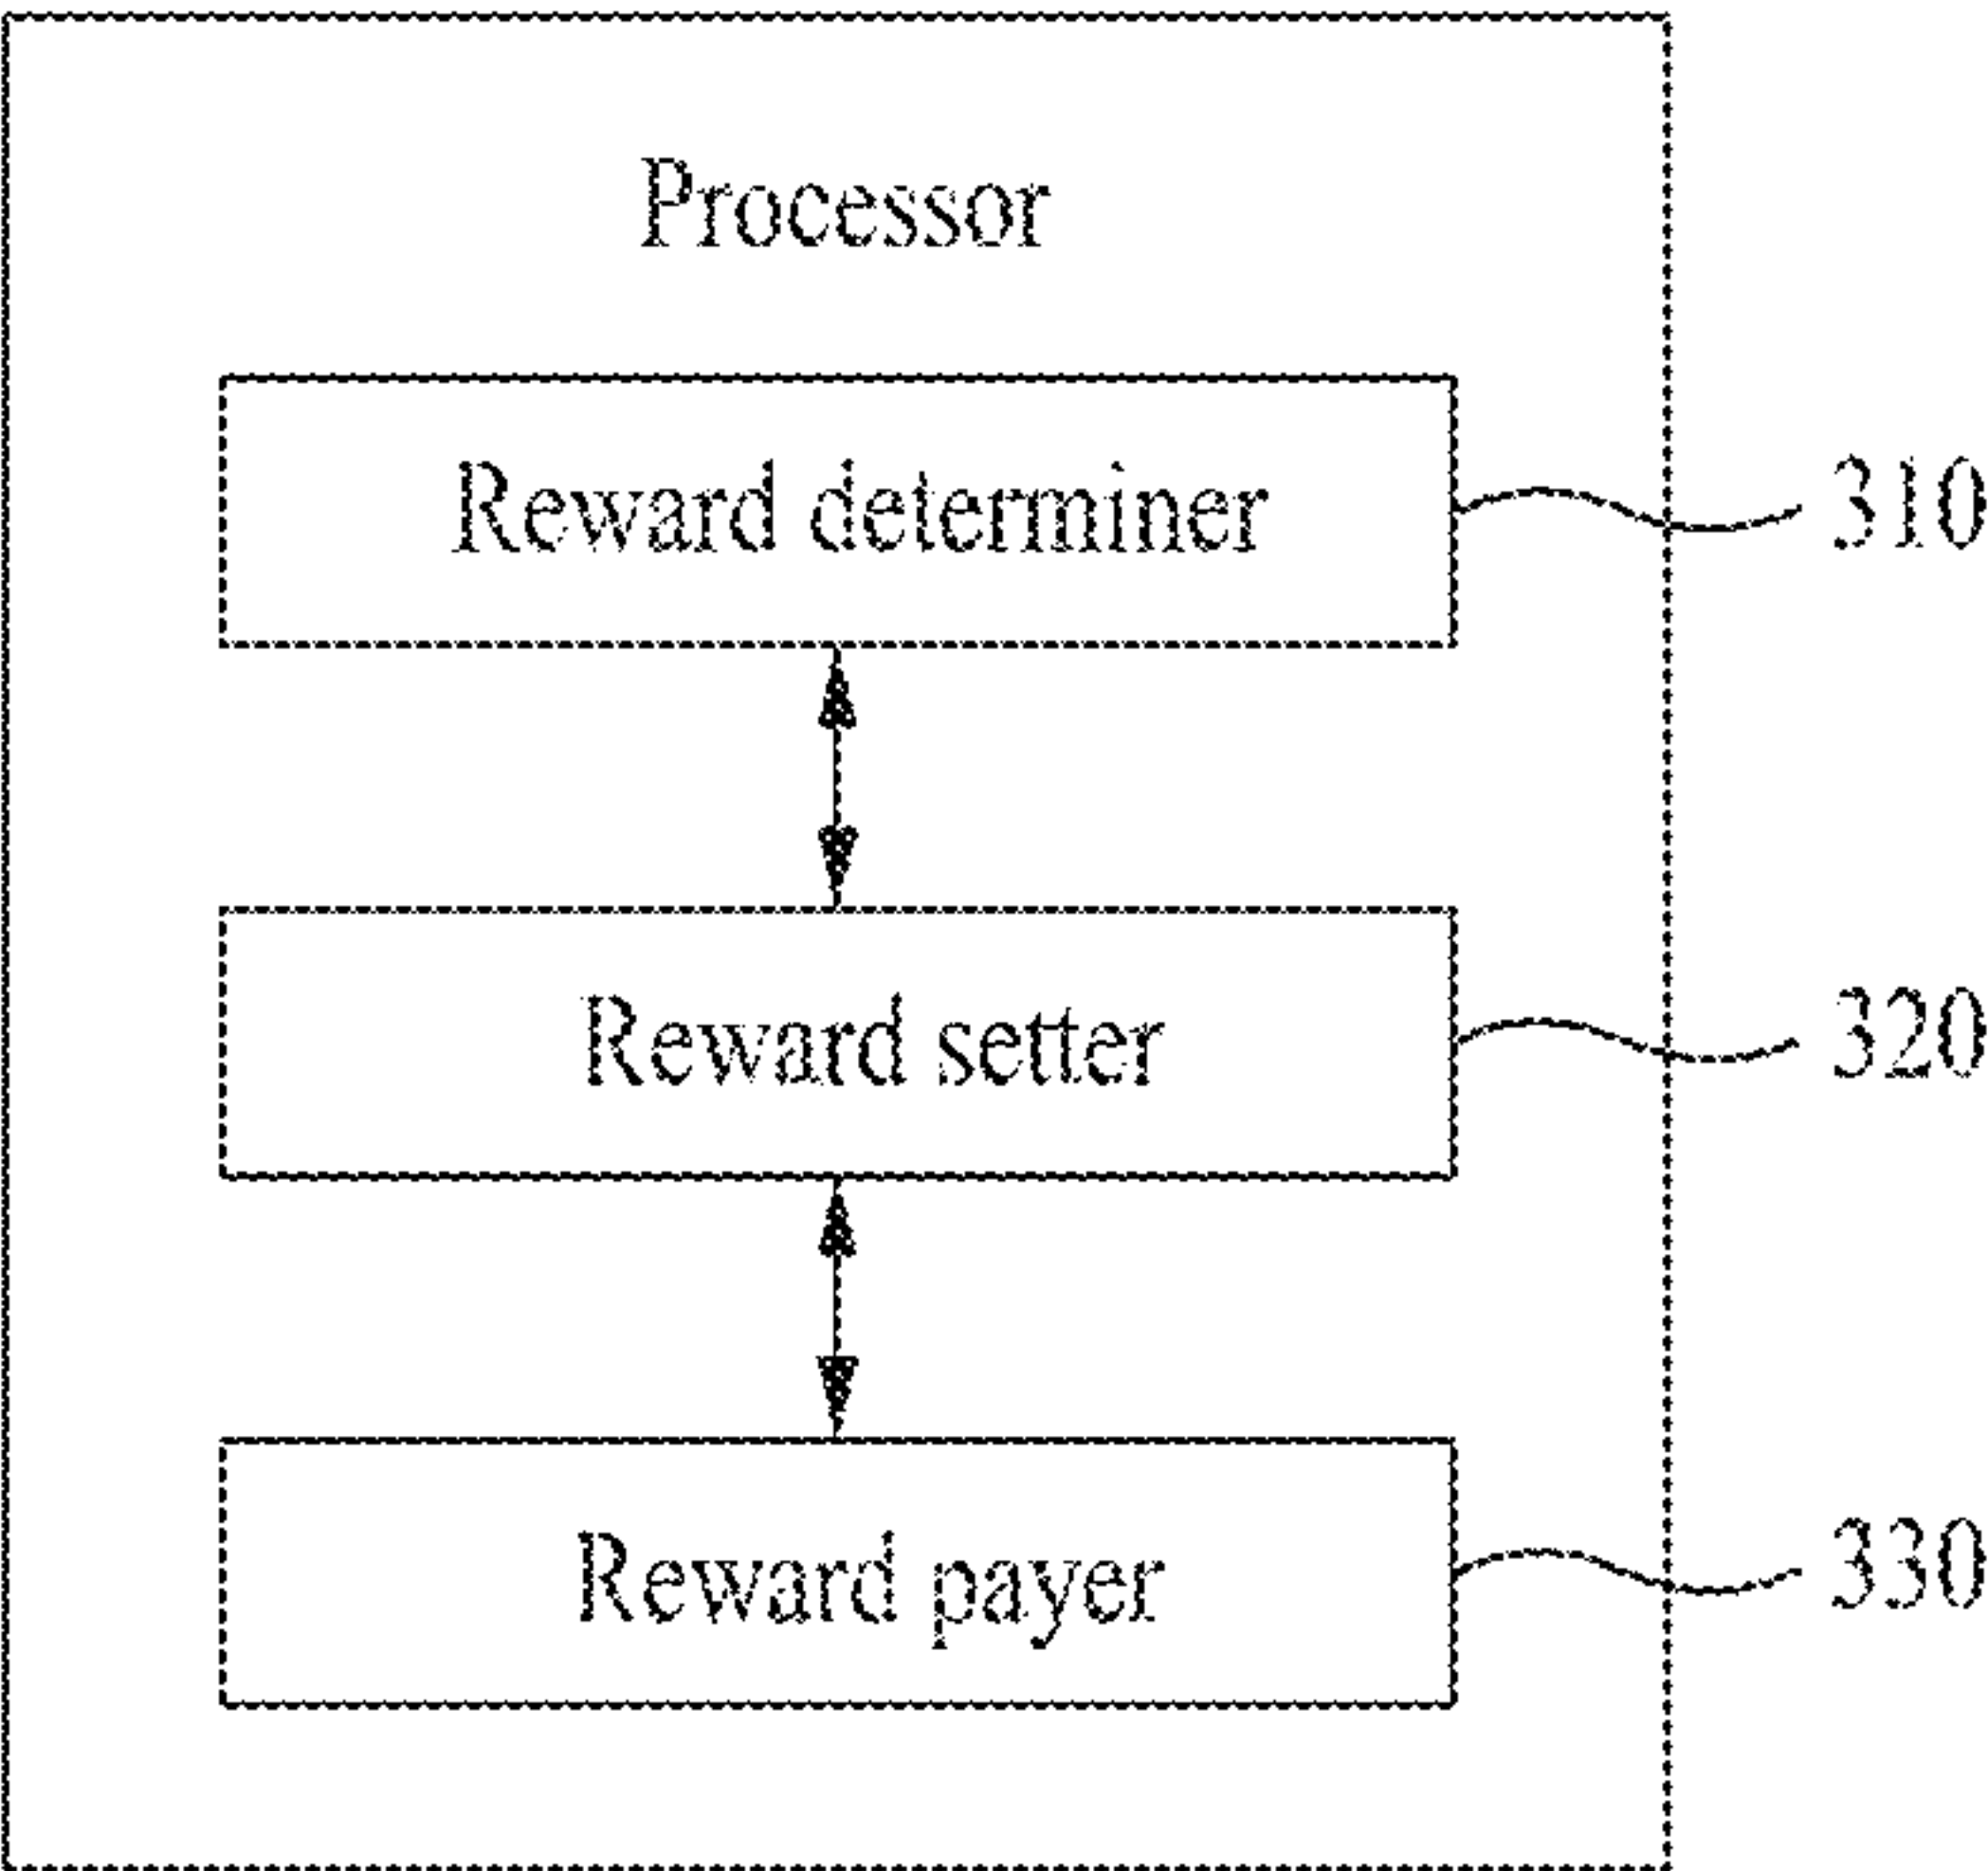 Processor
Reward determiner
310
Reward setter
320
Reward payer
330